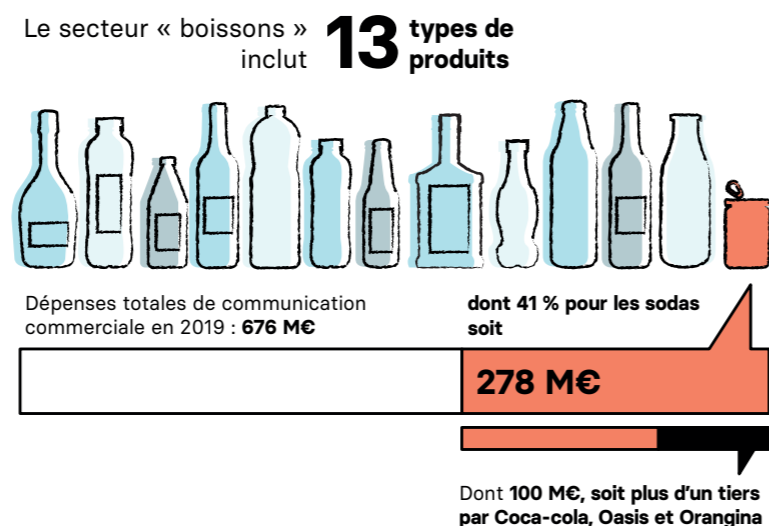 Le secteur « boissons »
inclut
13 types de
produits
Dépenses totales de communication
commerciale en 2019 : 676 M€
dont 41 % pour les sodas
soit
278 M€
Dont 100 M€, soit plus d'un tiers
par Coca-cola, Oasis et Orangina